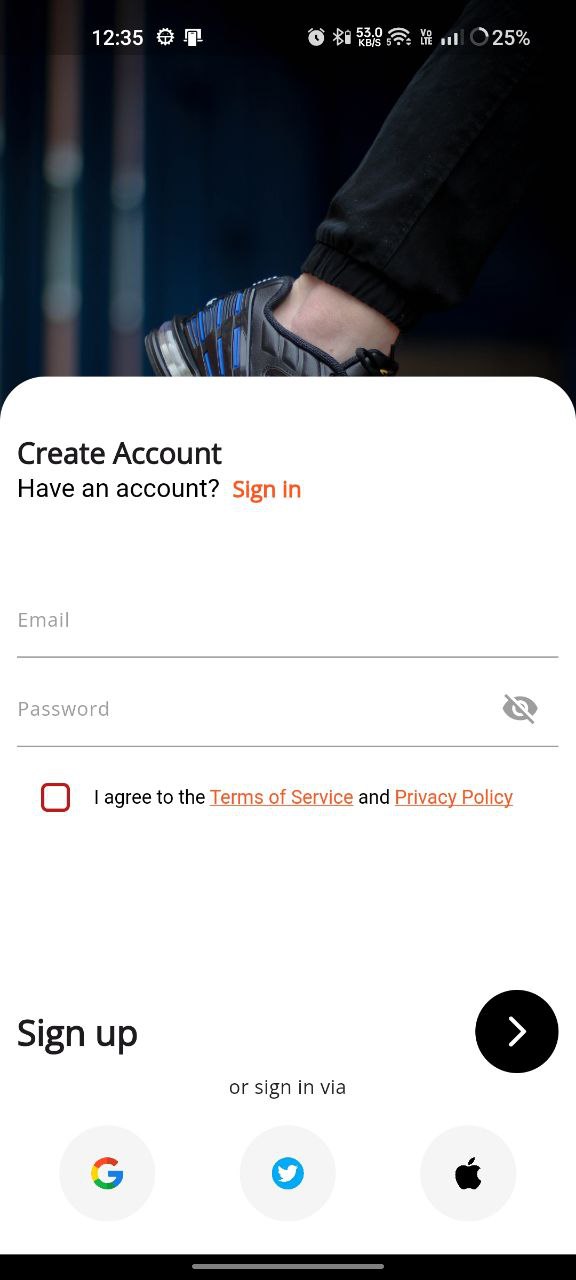 12:35 53.0 KB/S 5 Vo LTE 25%
Create Account
Have an account? Sign in
Email
Password
I agree to the Terms of Service and Privacy Policy
Sign up
or sign in via